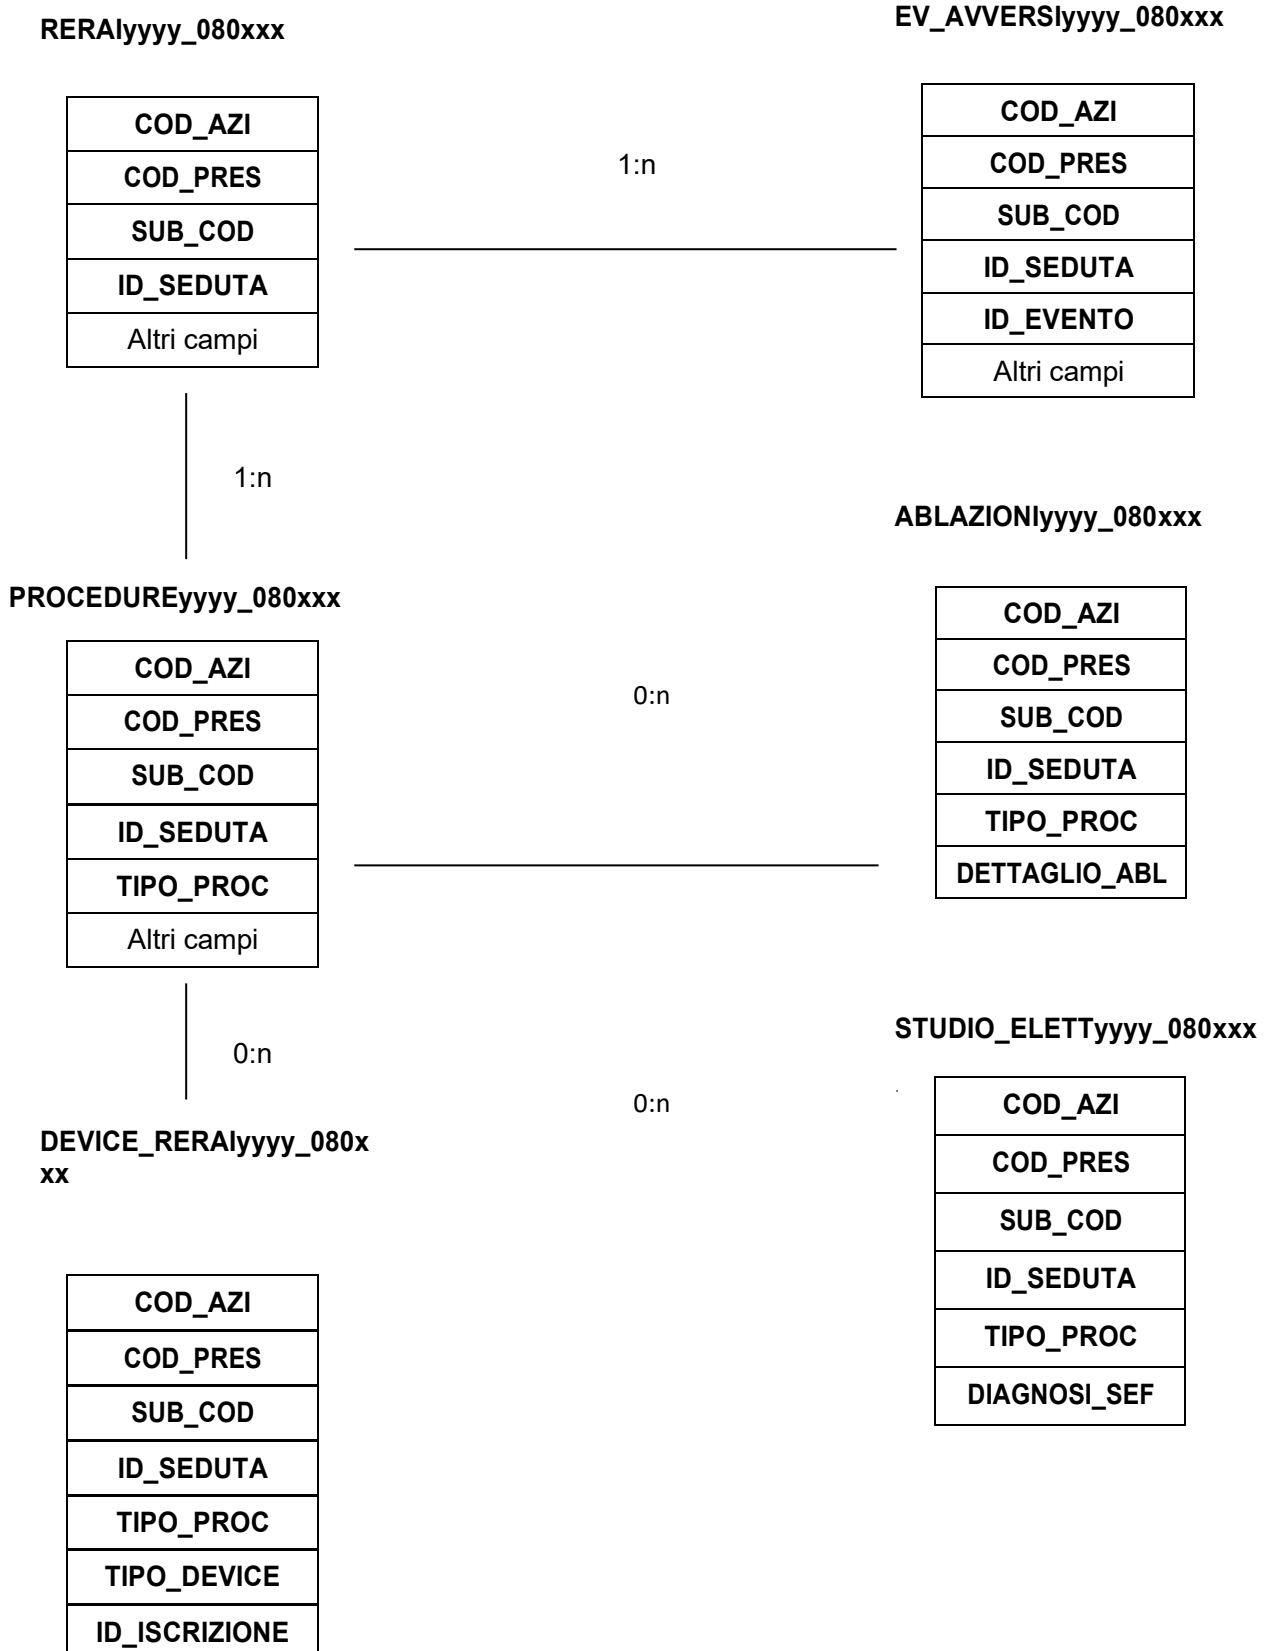 RERAIyyyy_080xxx
COD_AZI
COD_PRES
SUB_COD
ID_SEDUTA
Altri campi
1:n
EV_AVVERSIyyyy_080xxx
COD_AZI
COD_PRES
SUB_COD
ID_SEDUTA
ID_EVENTO
Altri campi
1:n
PROCEDUREyyyy_080xxx
COD_AZI
COD_PRES
SUB_COD
ID_SEDUTA
TIPO_PROC
Altri campi
0:n
ABLAZIONIyyyy_080xxx
COD_AZI
COD_PRES
SUB_COD
ID_SEDUTA
TIPO_PROC
DETTAGLIO_ABL
0:n
DEVICE_RERAIyyyy_080x
xx
COD_AZI
COD_PRES
SUB_COD
ID_SEDUTA
TIPO_PROC
TIPO_DEVICE
ID_ISCRIZIONE
0:n
STUDIO_ELETTyyyy_080xxx
COD_AZI
COD_PRES
SUB_COD
ID_SEDUTA
TIPO_PROC
DIAGNOSI_SEF